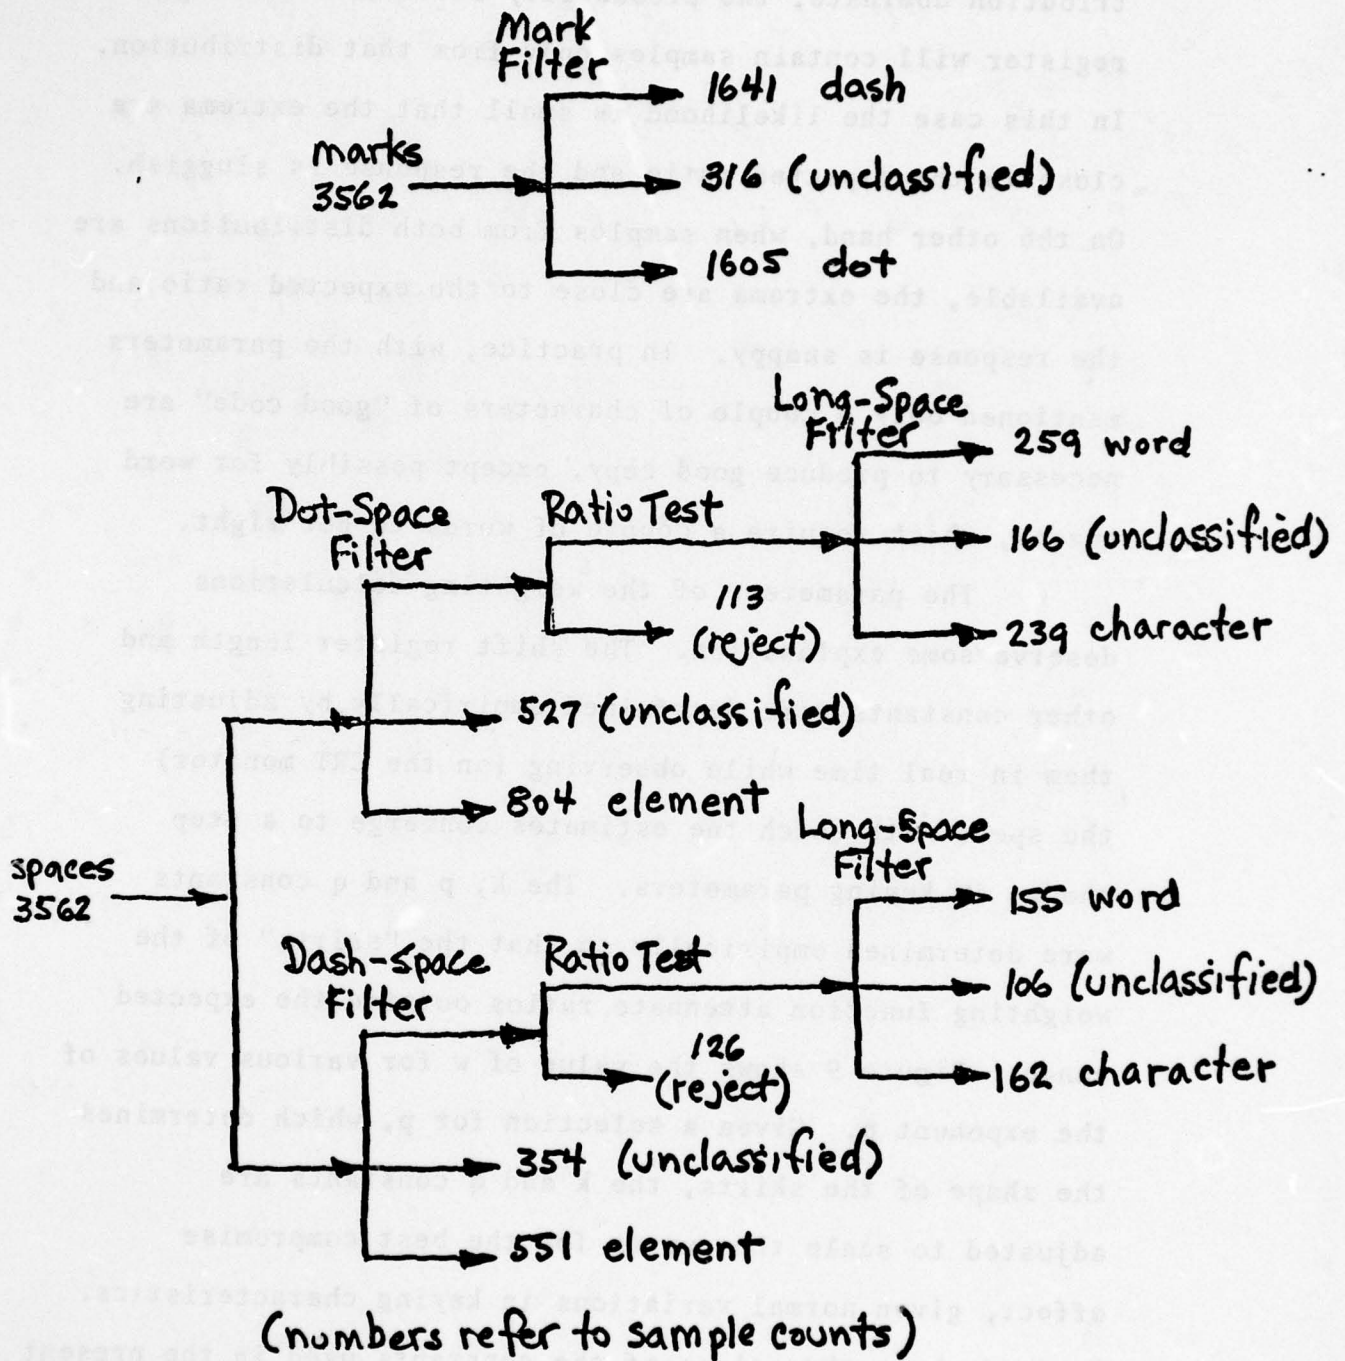 Mark
Filter
1641 dash
marks
3562
316 (unclassified)
1605 dot
Long-Space
Filter
259 word
Dot-Space
Filter
Ratio Test
166 (unclassified)
113
(reject)
239 character
527 (unclassified)
804 element
Long-Space
Filter
spaces
3562
155 word
Dash-Space
Filter
Ratio Test
106 (unclassified)
126
(reject)
162 character
354 (unclassified)
551 element
(numbers refer to sample counts)